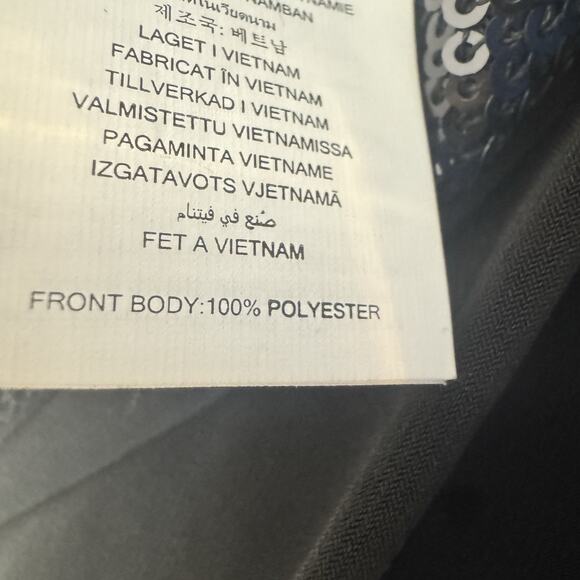 제조국: 베트남
LAGET I VIETNAM
FABRICAT ÎN VIETNAM
TILLVERKAD I VIETNAM
VALMISTETTU VIETNAMISSA
PAGAMINTA VIETNAME
IZGATAVOTS VJETNAMĀ
صُنع في فيتنام
FET A VIETNAM
FRONT BODY:100% POLYESTER